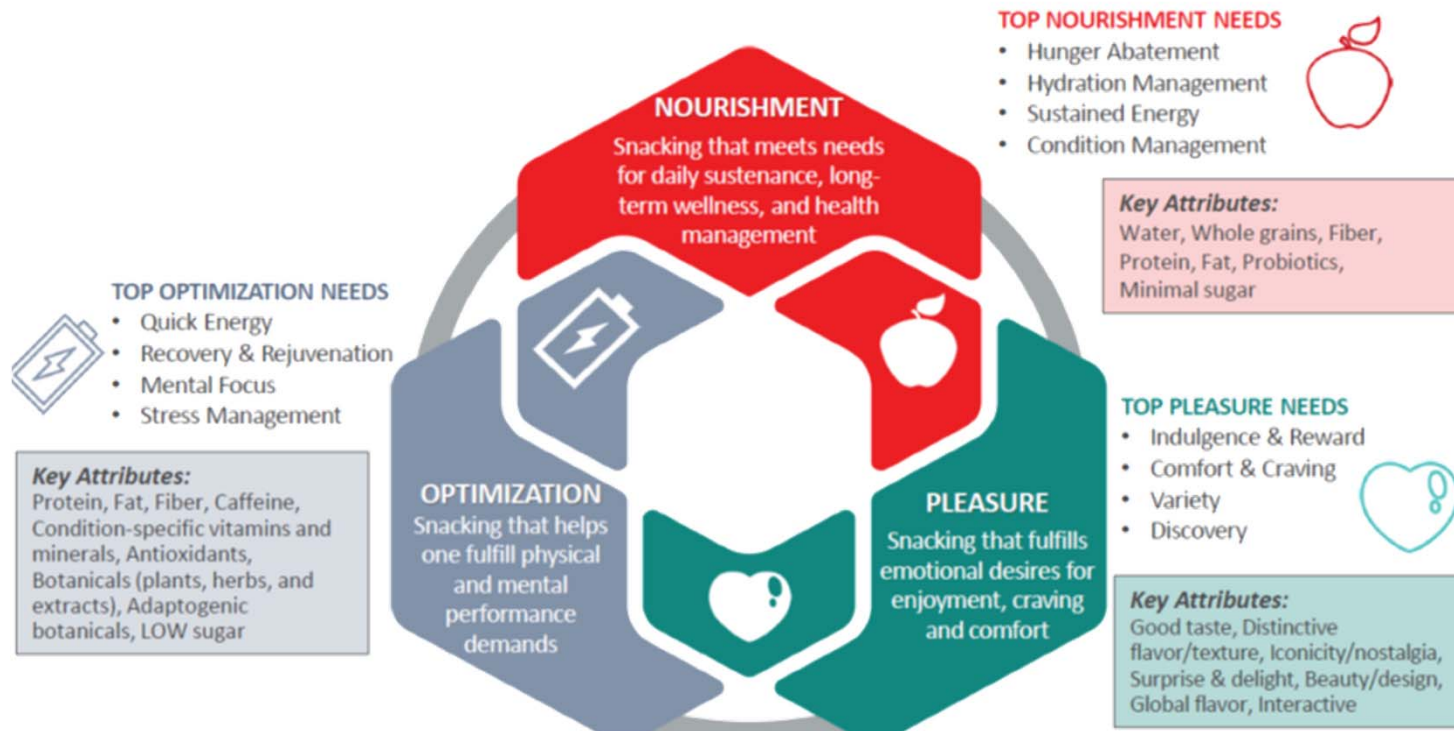 TOP NOURISHMENT NEEDS
• Hunger Abatement
• Hydration Management
• Sustained Energy
• Condition Management
Key Attributes:
Water, Whole grains, Fiber,
Protein, Fat, Probiotics,
Minimal sugar
NOURISHMENT
Snacking that meets needs
for daily sustenance, long-
term wellness, and health
management
TOP OPTIMIZATION NEEDS
• Quick Energy
• Recovery & Rejuvenation
• Mental Focus
• Stress Management
Key Attributes:
Protein, Fat, Fiber, Caffeine,
Condition-specific vitamins and
minerals, Antioxidants,
Botanicals (plants, herbs, and
extracts), Adaptogenic
botanicals, LOW sugar
OPTIMIZATION
Snacking that helps
one fulfill physical
and mental
performance
demands
PLEASURE
Snacking that fulfills
emotional desires for
enjoyment, craving
and comfort
TOP PLEASURE NEEDS
• Indulgence & Reward
• Comfort & Craving
• Variety
• Discovery
Key Attributes:
Good taste, Distinctive
flavor/texture, Iconicity/nostalgia,
Surprise & delight, Beauty/design,
Global flavor, Interactive